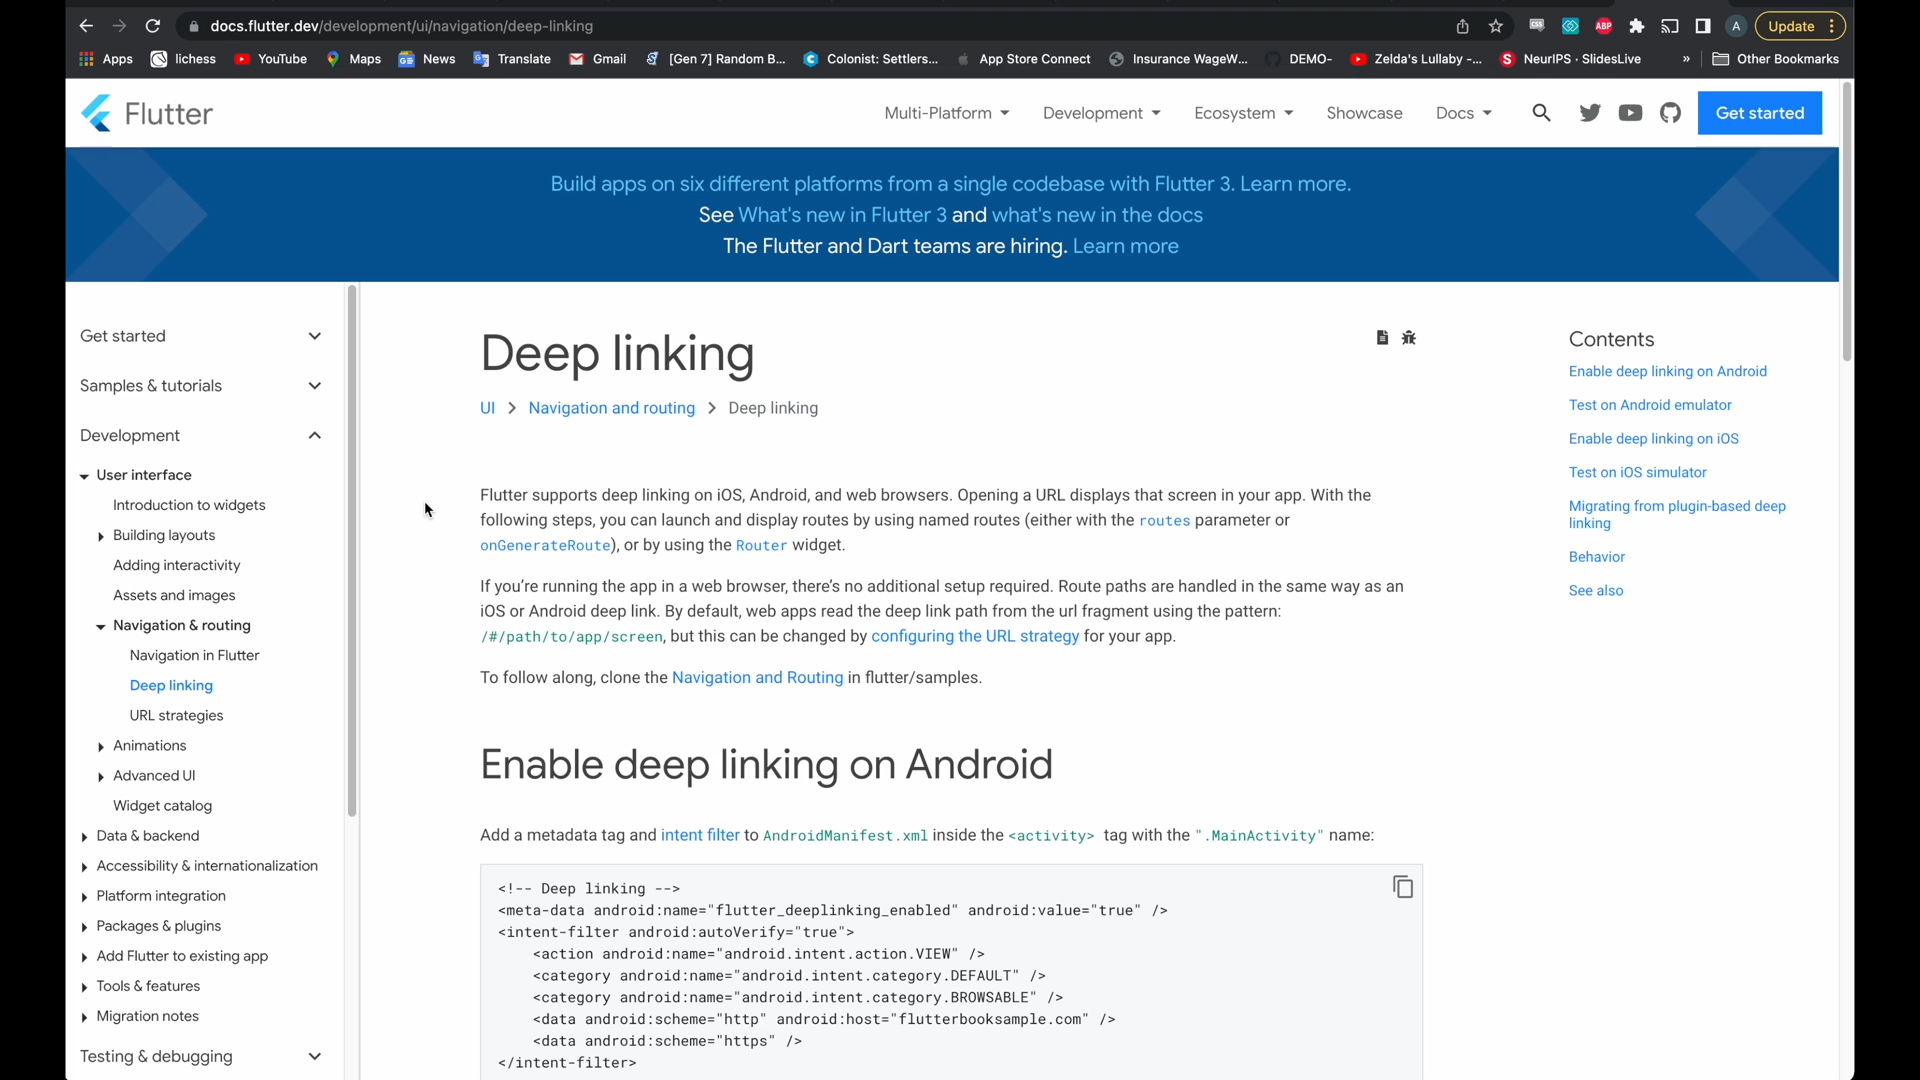 docs.flutter.dev/development/ui/navigation/deep-linking
CSS
ABP
A
Update
Apps
lichess
YouTube
Maps
News
Translate
Gmail
[Gen 7] Random B...
Colonist: Settlers...
App Store Connect
Insurance WageW...
DEMO-
Zelda's Lullaby -...
NeurIPS · SlidesLive
»
Other Bookmarks
Flutter
Multi-Platform
Development
Ecosystem
Showcase
Docs
Get started
Build apps on six different platforms from a single codebase with Flutter 3. Learn more.
See What's new in Flutter 3 and what's new in the docs
The Flutter and Dart teams are hiring. Learn more
Get started
Samples & tutorials
Development
User interface
Introduction to widgets
Building layouts
Adding interactivity
Assets and images
Navigation & routing
Navigation in Flutter
Deep linking
URL strategies
Animations
Advanced UI
Widget catalog
Data & backend
Accessibility & internationalization
Platform integration
Packages & plugins
Add Flutter to existing app
Tools & features
Migration notes
Testing & debugging
Deep linking
UI > Navigation and routing > Deep linking
Flutter supports deep linking on iOS, Android, and web browsers. Opening a URL displays that screen in your app. With the
following steps, you can launch and display routes by using named routes (either with the routes parameter or
onGenerateRoute), or by using the Router widget.
If you’re running the app in a web browser, there’s no additional setup required. Route paths are handled in the same way as an
iOS or Android deep link. By default, web apps read the deep link path from the url fragment using the pattern:
/#/path/to/app/screen, but this can be changed by configuring the URL strategy for your app.
To follow along, clone the Navigation and Routing in flutter/samples.
Enable deep linking on Android
Add a metadata tag and intent filter to AndroidManifest.xml inside the <activity> tag with the ".MainActivity" name:
<!-- Deep linking -->
<meta-data android:name="flutter_deeplinking_enabled" android:value="true" />
<intent-filter android:autoVerify="true">
    <action android:name="android.intent.action.VIEW" />
    <category android:name="android.intent.category.DEFAULT" />
    <category android:name="android.intent.category.BROWSABLE" />
    <data android:scheme="http" android:host="flutterbooksample.com" />
    <data android:scheme="https" />
</intent-filter>
Contents
Enable deep linking on Android
Test on Android emulator
Enable deep linking on iOS
Test on iOS simulator
Migrating from plugin-based deep
linking
Behavior
See also